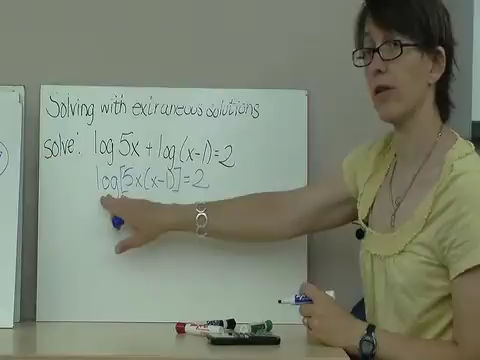 Solving with extraneous solutions
solve: log 5x + log(x-1) = 2
log[5x(x-1)] = 2